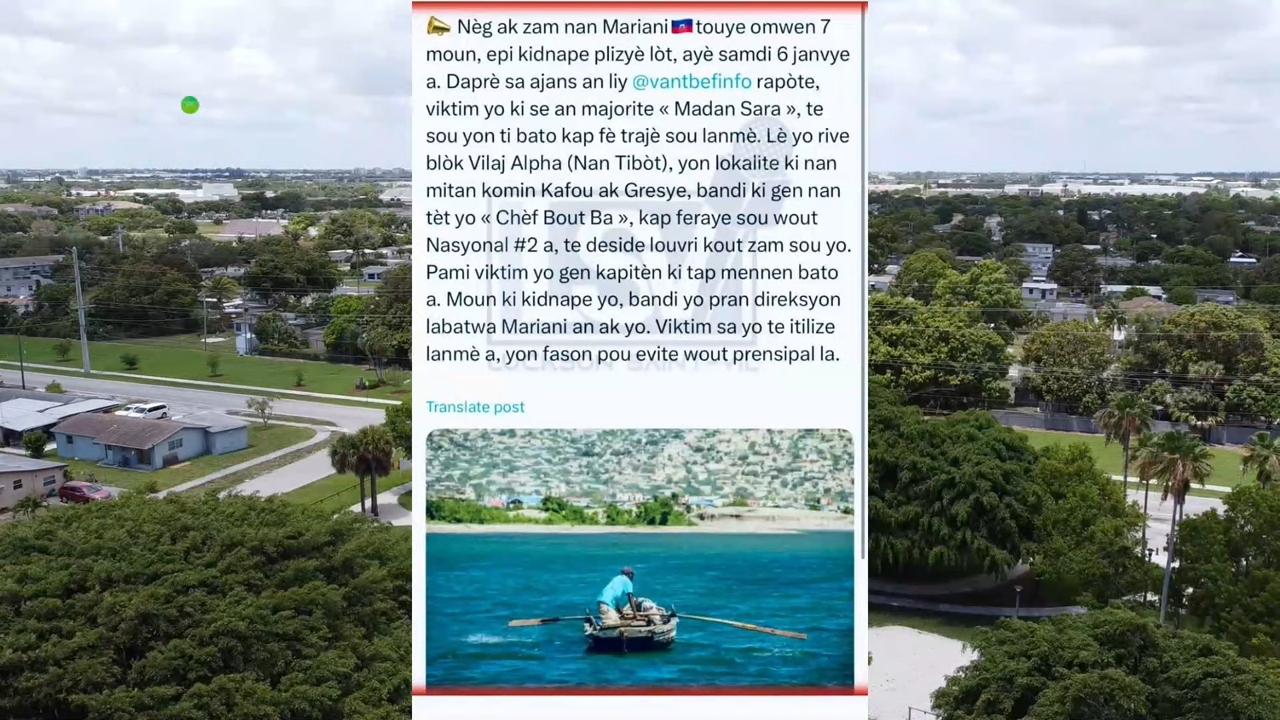 📣 Nèg ak zam nan Mariani🇭🇹touye omwen 7
moun, epi kidnape plizyè lòt, ayè samdi 6 janvye
a. Daprè sa ajans an liy @vantbefinfo rapòte,
viktim yo ki se an majorite « Madan Sara », te
sou yon ti bato kap fè trajè sou lanmè. Lè yo rive
blòk Vilaj Alpha (Nan Tibòt), yon lokalite ki nan
mitan komin Kafou ak Gresye, bandi ki gen nan
tèt yo « Chèf Bout Ba », kap feraye sou wout
Nasyonal #2 a, te deside louvri kout zam sou yo.
Pami viktim yo gen kapitèn ki tap mennen bato
a. Moun ki kidnape yo, bandi yo pran direksyon
labatwa Mariani an ak yo. Viktim sa yo te itilize
lanmè a, yon fason pou evite wout prensipal la.
LUCKSON SAINT-VIL
Translate post